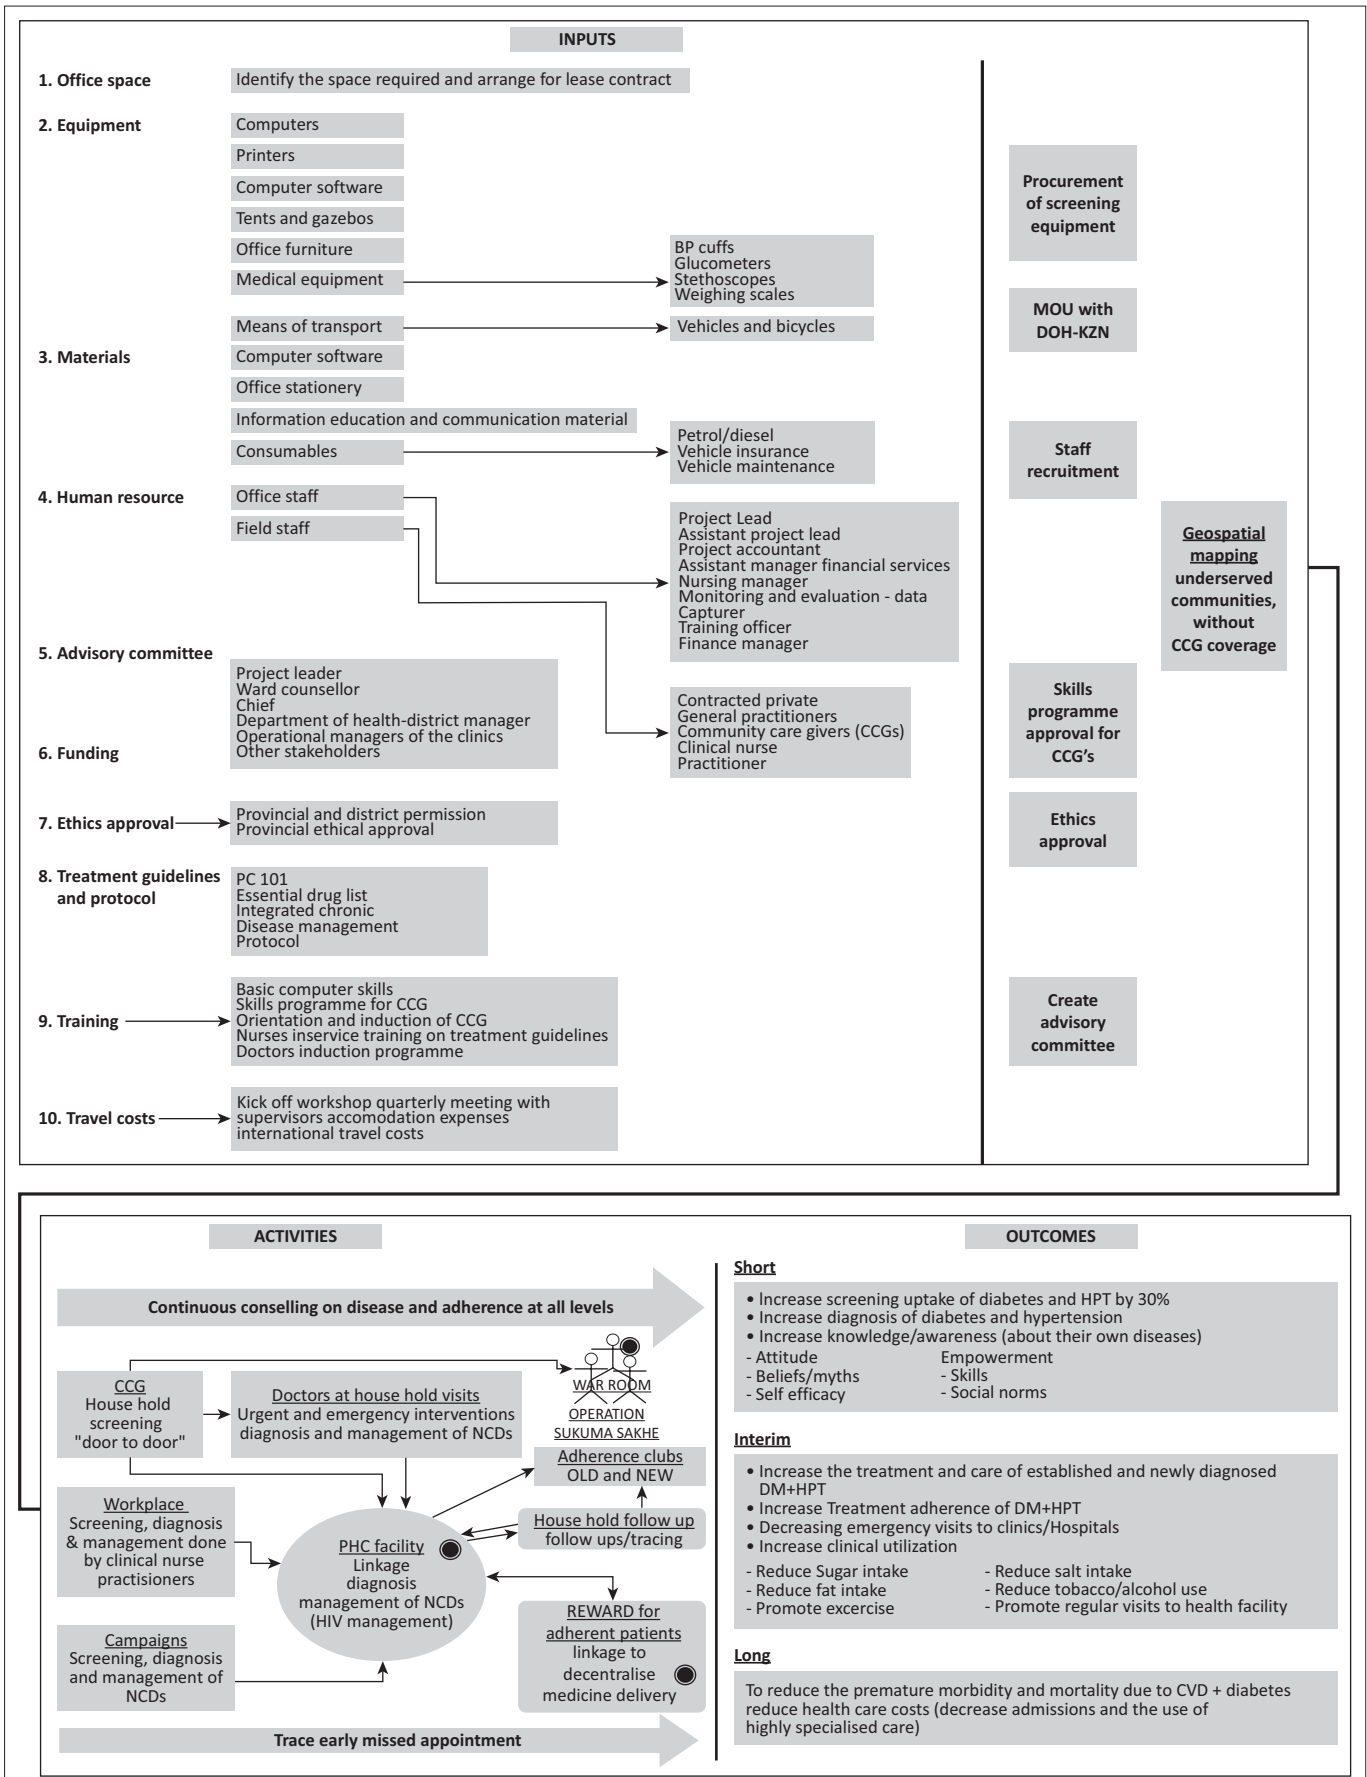 INPUTS
1. Office space
Identify the space required and arrange for lease contract
2. Equipment
Computers
Printers
Computer software
Tents and gazebos
Office furniture
Medical equipment
BP cuffs
Glucometers
Stethoscopes
Weighing scales
Means of transport
Vehicles and bicycles
3. Materials
Computer software
Office stationery
Information education and communication material
Consumables
Petrol/diesel
Vehicle insurance
Vehicle maintenance
4. Human resource
Office staff
Field staff
Project Lead
Assistant project lead
Project accountant
Assistant manager financial services
Nursing manager
Monitoring and evaluation - data
Capturer
Training officer
Finance manager
Contracted private
General practitioners
Community care givers (CCGs)
Clinical nurse
Practitioner
5. Advisory committee
Project leader
Ward counsellor
Chief
Department of health-district manager
Operational managers of the clinics
Other stakeholders
6. Funding
7. Ethics approval
Provincial and district permission
Provincial ethical approval
8. Treatment guidelines
and protocol
PC 101
Essential drug list
Integrated chronic
Disease management
Protocol
9. Training
Basic computer skills
Skills programme for CCG
Orientation and induction of CCG
Nurses inservice training on treatment guidelines
Doctors induction programme
10. Travel costs
Kick off workshop quarterly meeting with
supervisors accomodation expenses
international travel costs
Procurement
of screening
equipment
MOU with
DOH-KZN
Staff
recruitment
Skills
programme
approval for
CCG's
Ethics
approval
Create
advisory
committee
Geospatial
mapping
underserved
communities,
without
CCG coverage
ACTIVITIES
Continuous conselling on disease and adherence at all levels
CCG
House hold
screening
"door to door"
Doctors at house hold visits
Urgent and emergency interventions
diagnosis and management of NCDs
WAR ROOM
OPERATION
SUKUMA SAKHE
Adherence clubs
OLD and NEW
Workplace
Screening, diagnosis
& management done
by clinical nurse
practisioners
PHC facility
Linkage
diagnosis
management of NCDs
(HIV management)
House hold follow up
follow ups/tracing
REWARD for
adherent patients
linkage to
decentralise
medicine delivery
Campaigns
Screening, diagnosis
and management of
NCDs
Trace early missed appointment
OUTCOMES
Short
• Increase screening uptake of diabetes and HPT by 30%
• Increase diagnosis of diabetes and hypertension
• Increase knowledge/awareness (about their own diseases)
- Attitude
- Beliefs/myths
- Self efficacy
Empowerment
- Skills
- Social norms
Interim
• Increase the treatment and care of established and newly diagnosed
DM+HPT
• Increase Treatment adherence of DM+HPT
• Decreasing emergency visits to clinics/Hospitals
• Increase clinical utilization
- Reduce Sugar intake
- Reduce fat intake
- Promote excercise
- Reduce salt intake
- Reduce tobacco/alcohol use
- Promote regular visits to health facility
Long
To reduce the premature morbidity and mortality due to CVD + diabetes
reduce health care costs (decrease admissions and the use of
highly specialised care)